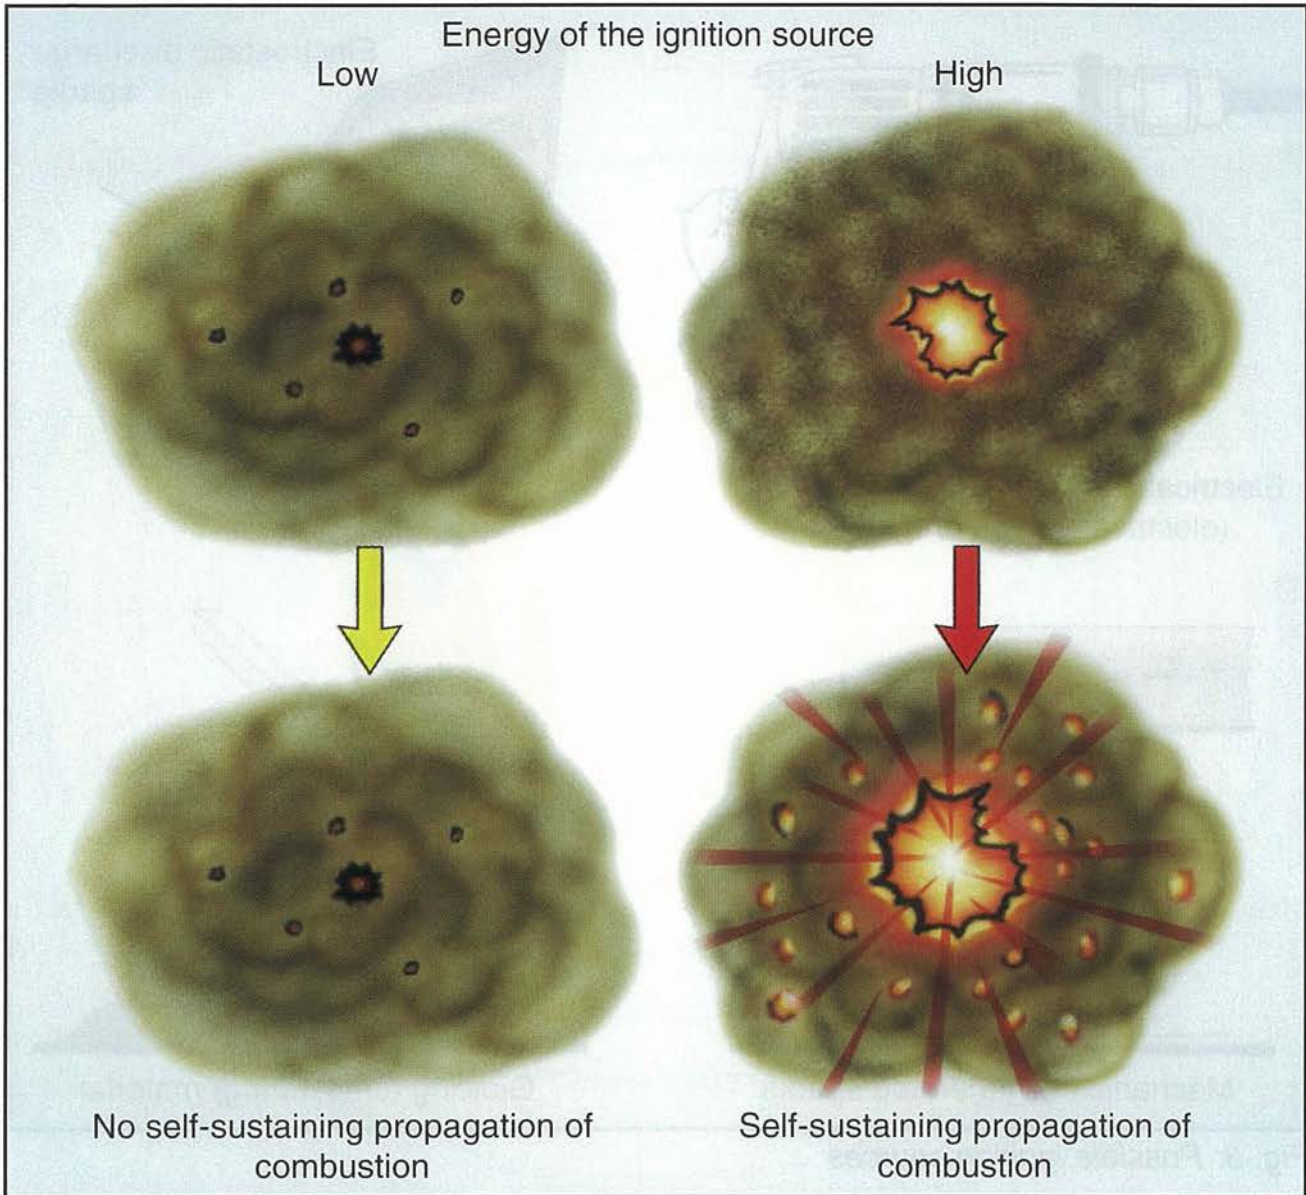 Energy of the ignition source
Low
High
No self-sustaining propagation of
combustion
Self-sustaining propagation of
combustion